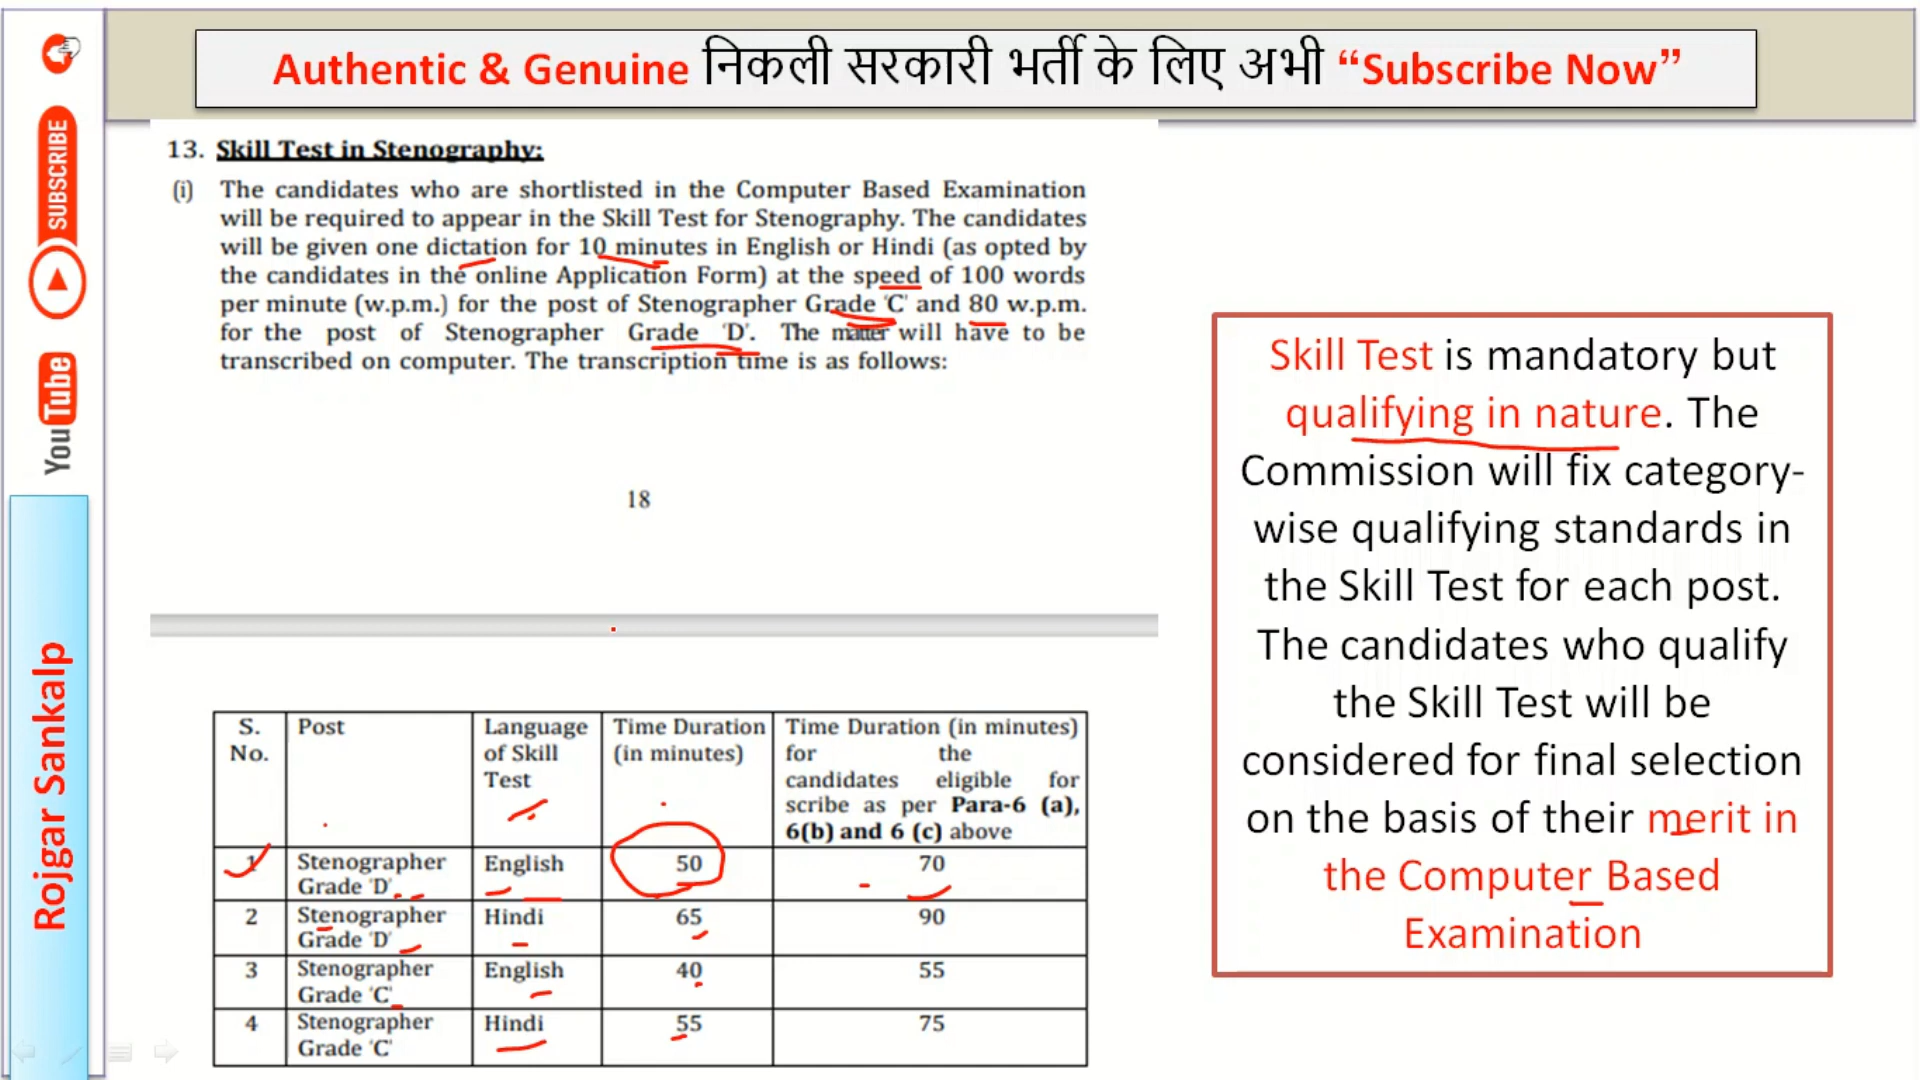 Authentic & Genuine निकली सरकारी भर्ती के लिए अभी “Subscribe Now”
SUBSCRIBE
YouTube
Rojgar Sankalp
13. Skill Test in Stenography:
(i) The candidates who are shortlisted in the Computer Based Examination
will be required to appear in the Skill Test for Stenography. The candidates
will be given one dictation for 10 minutes in English or Hindi (as opted by
the candidates in the online Application Form) at the speed of 100 words
per minute (w.p.m.) for the post of Stenographer Grade 'C' and 80 w.p.m.
for the post of Stenographer Grade 'D'. The matter will have to be
transcribed on computer. The transcription time is as follows:
18
S. No. Post Language of Skill Test Time Duration (in minutes) Time Duration (in minutes) for the candidates eligible for scribe as per Para-6 (a), 6(b) and 6 (c) above
1 Stenographer Grade 'D' English 50 70
2 Stenographer Grade 'D' Hindi 65 90
3 Stenographer Grade 'C' English 40 55
4 Stenographer Grade 'C' Hindi 55 75
Skill Test is mandatory but
qualifying in nature. The
Commission will fix category-
wise qualifying standards in
the Skill Test for each post.
The candidates who qualify
the Skill Test will be
considered for final selection
on the basis of their merit in
the Computer Based
Examination